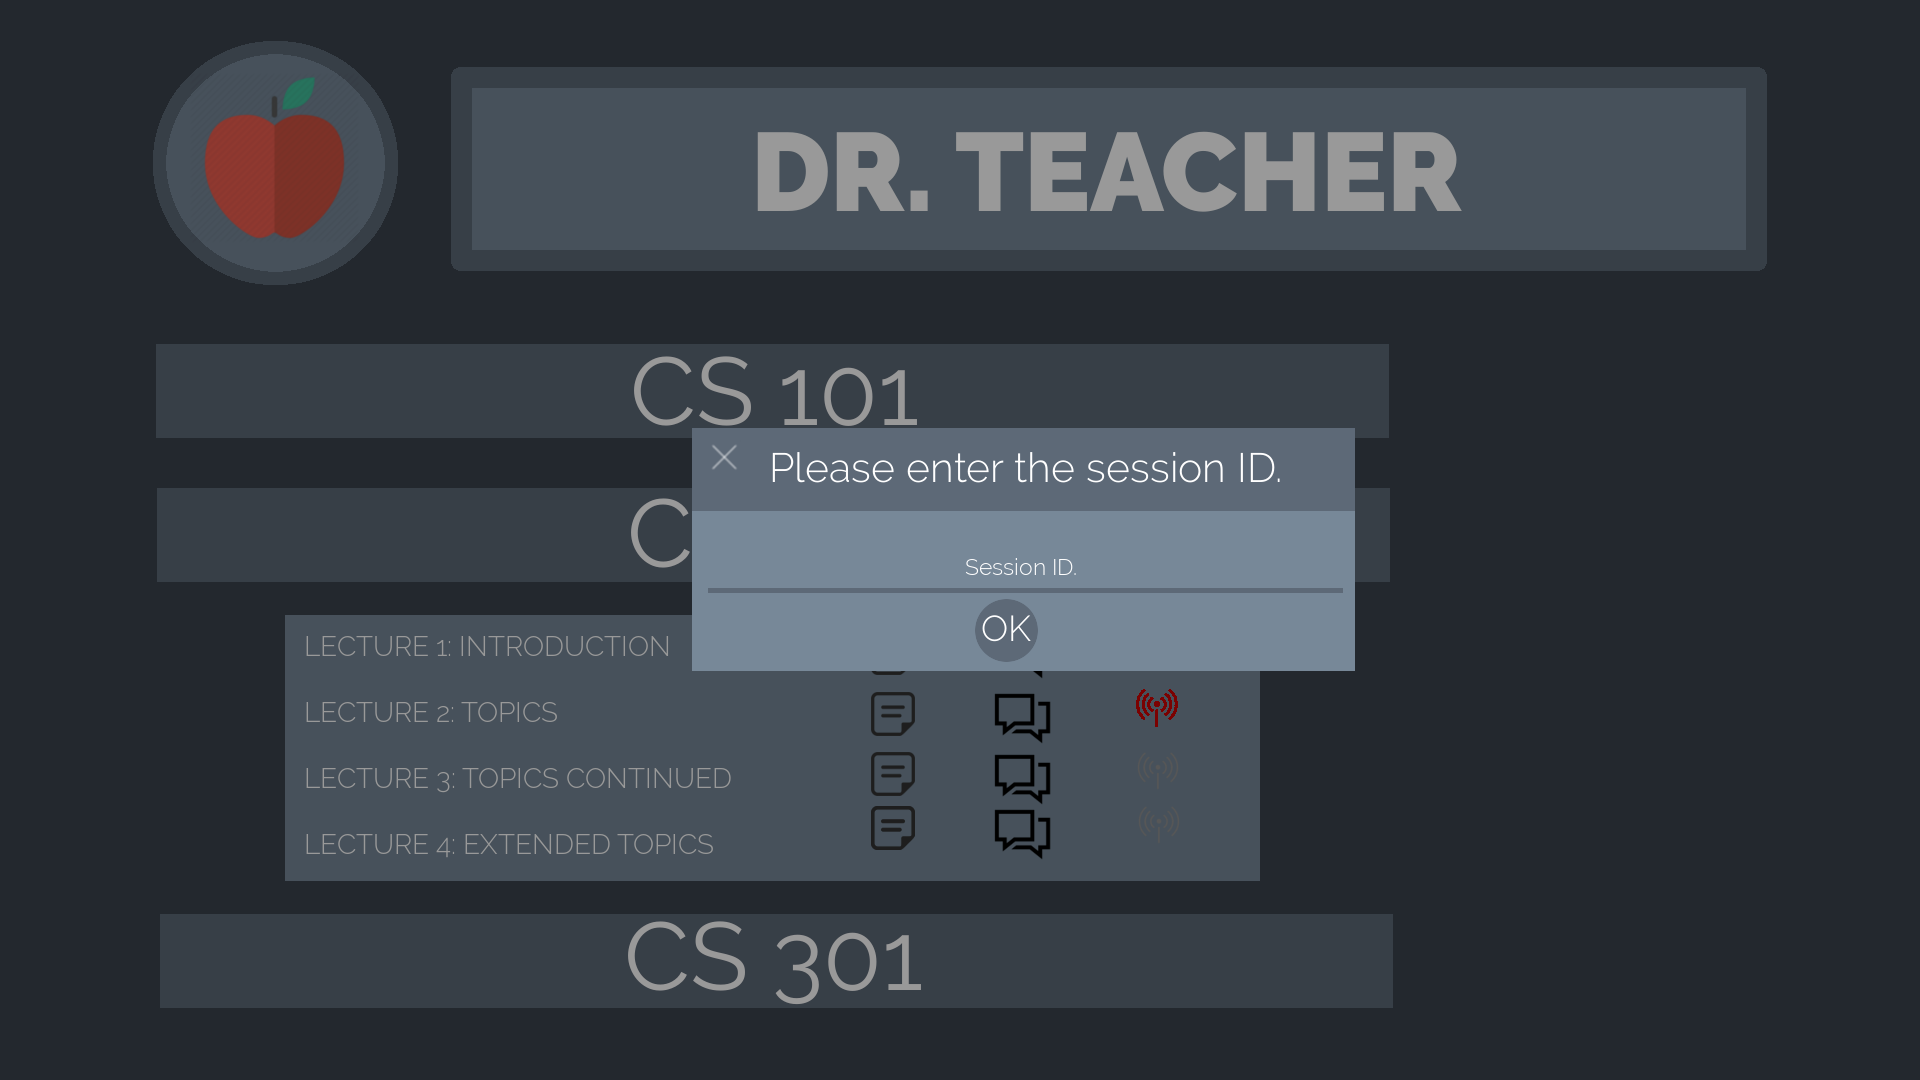 DR. TEACHER
CS 101
Please enter the session ID.
Session ID.
OK
LECTURE 1: INTRODUCTION
LECTURE 2: TOPICS
LECTURE 3: TOPICS CONTINUED
LECTURE 4: EXTENDED TOPICS
CS 301